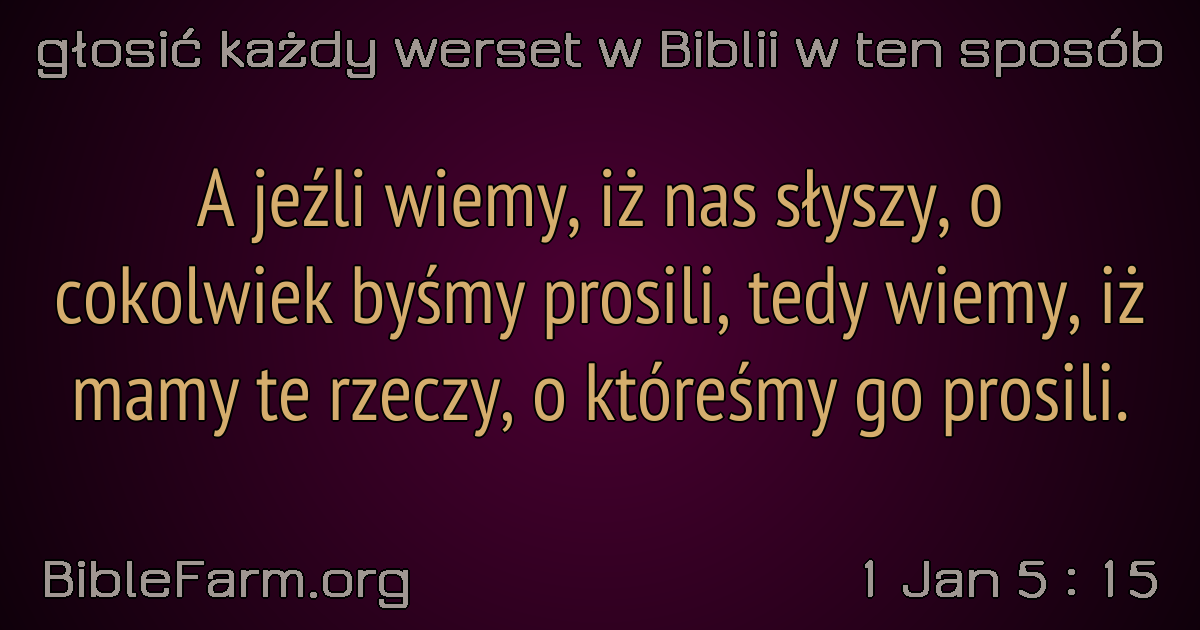 głosić każdy werset w Biblii w ten sposób
A jeźli wiemy, iż nas słyszy, o
cokolwiek byśmy prosili, tedy wiemy, iż
mamy te rzeczy, o któreśmy go prosili.
BibleFarm.org
1 Jan 5 : 15